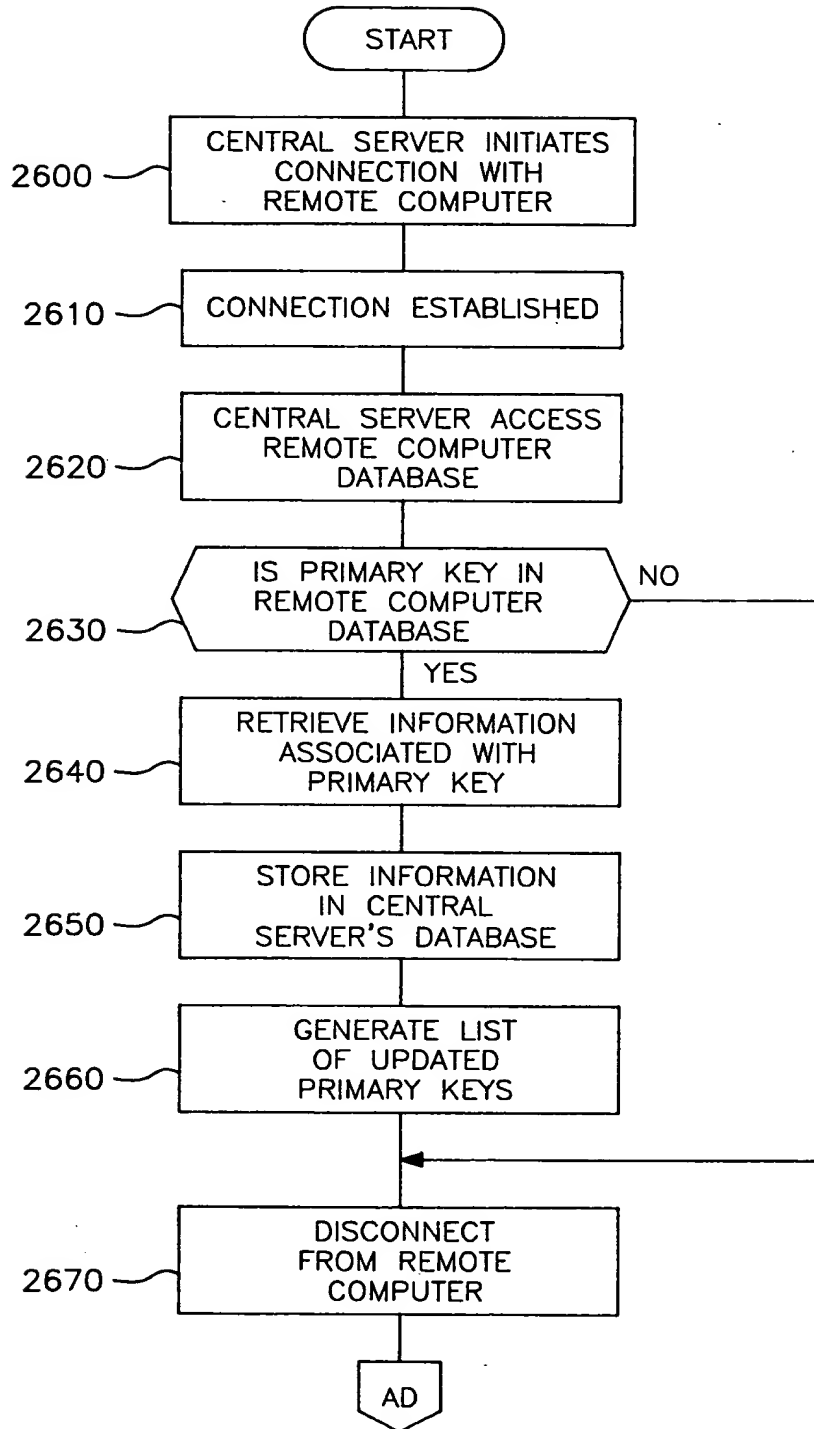 START
CENTRAL SERVER INITIATES
CONNECTION WITH
REMOTE COMPUTER
2600
CONNECTION ESTABLISHED
2610
CENTRAL SERVER ACCESS
REMOTE COMPUTER
DATABASE
2620
IS PRIMARY KEY IN
REMOTE COMPUTER
DATABASE
NO
2630
YES
RETRIEVE INFORMATION
ASSOCIATED WITH
PRIMARY KEY
2640
STORE INFORMATION
IN CENTRAL
SERVER'S DATABASE
2650
GENERATE LIST
OF UPDATED
PRIMARY KEYS
2660
DISCONNECT
FROM REMOTE
COMPUTER
2670
AD